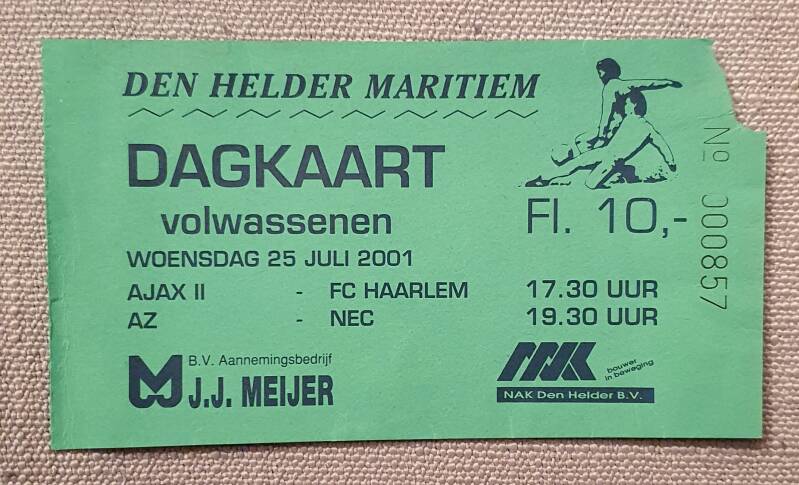 DEN HELDER MARITIEM
DAGKAART
volwassenen
Fl. 10,-
WOENSDAG 25 JULI 2001
AJAX II - FC HAARLEM 17.30 UUR
AZ - NEC 19.30 UUR
B.V. Aannemingsbedrijf
J.J. MEIJER
NAK
bouwer
in beweging
NAK Den Helder B.V.
Nº 000857